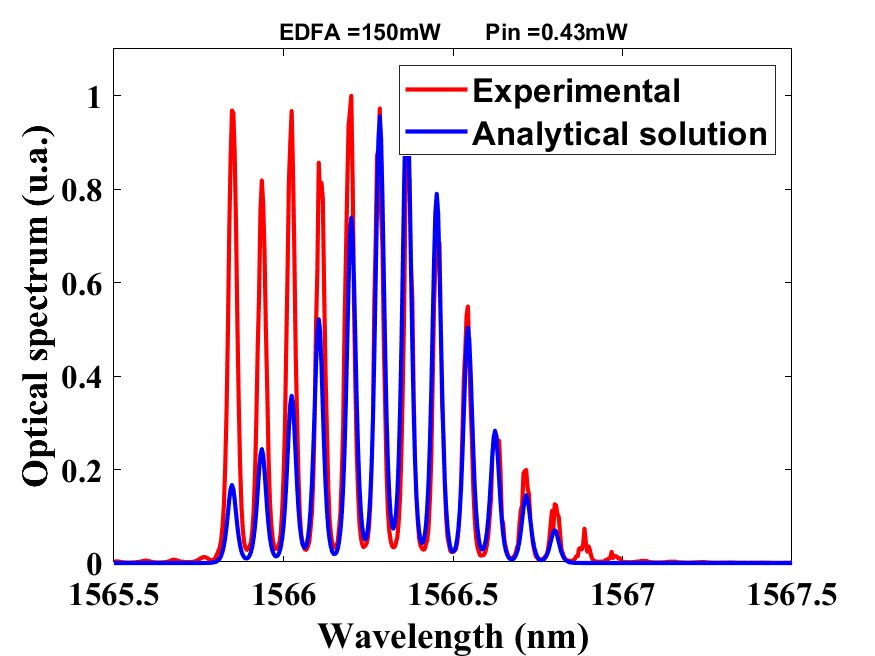 EDFA =150mW Pin =0.43mW
Experimental
Analytical solution
Optical spectrum (u.a.)
1
0.8
0.6
0.4
0.2
0
1565.5 1566 1566.5 1567 1567.5
Wavelength (nm)